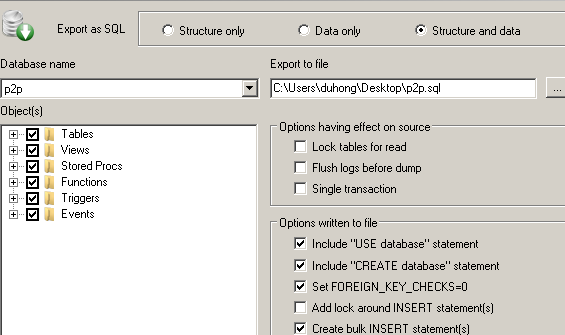 Export as SQL
Structure only
Data only
Structure and data
Database name
Export to file
p2p
C:\Users\duhong\Desktop\p2p.sql
...
Object(s)
Tables
Views
Stored Procs
Functions
Triggers
Events
Options having effect on source
Lock tables for read
Flush logs before dump
Single transaction
Options written to file
Include "USE database" statement
Include "CREATE database" statement
Set FOREIGN_KEY_CHECKS=0
Add lock around INSERT statement(s)
Create bulk INSERT statement(s)